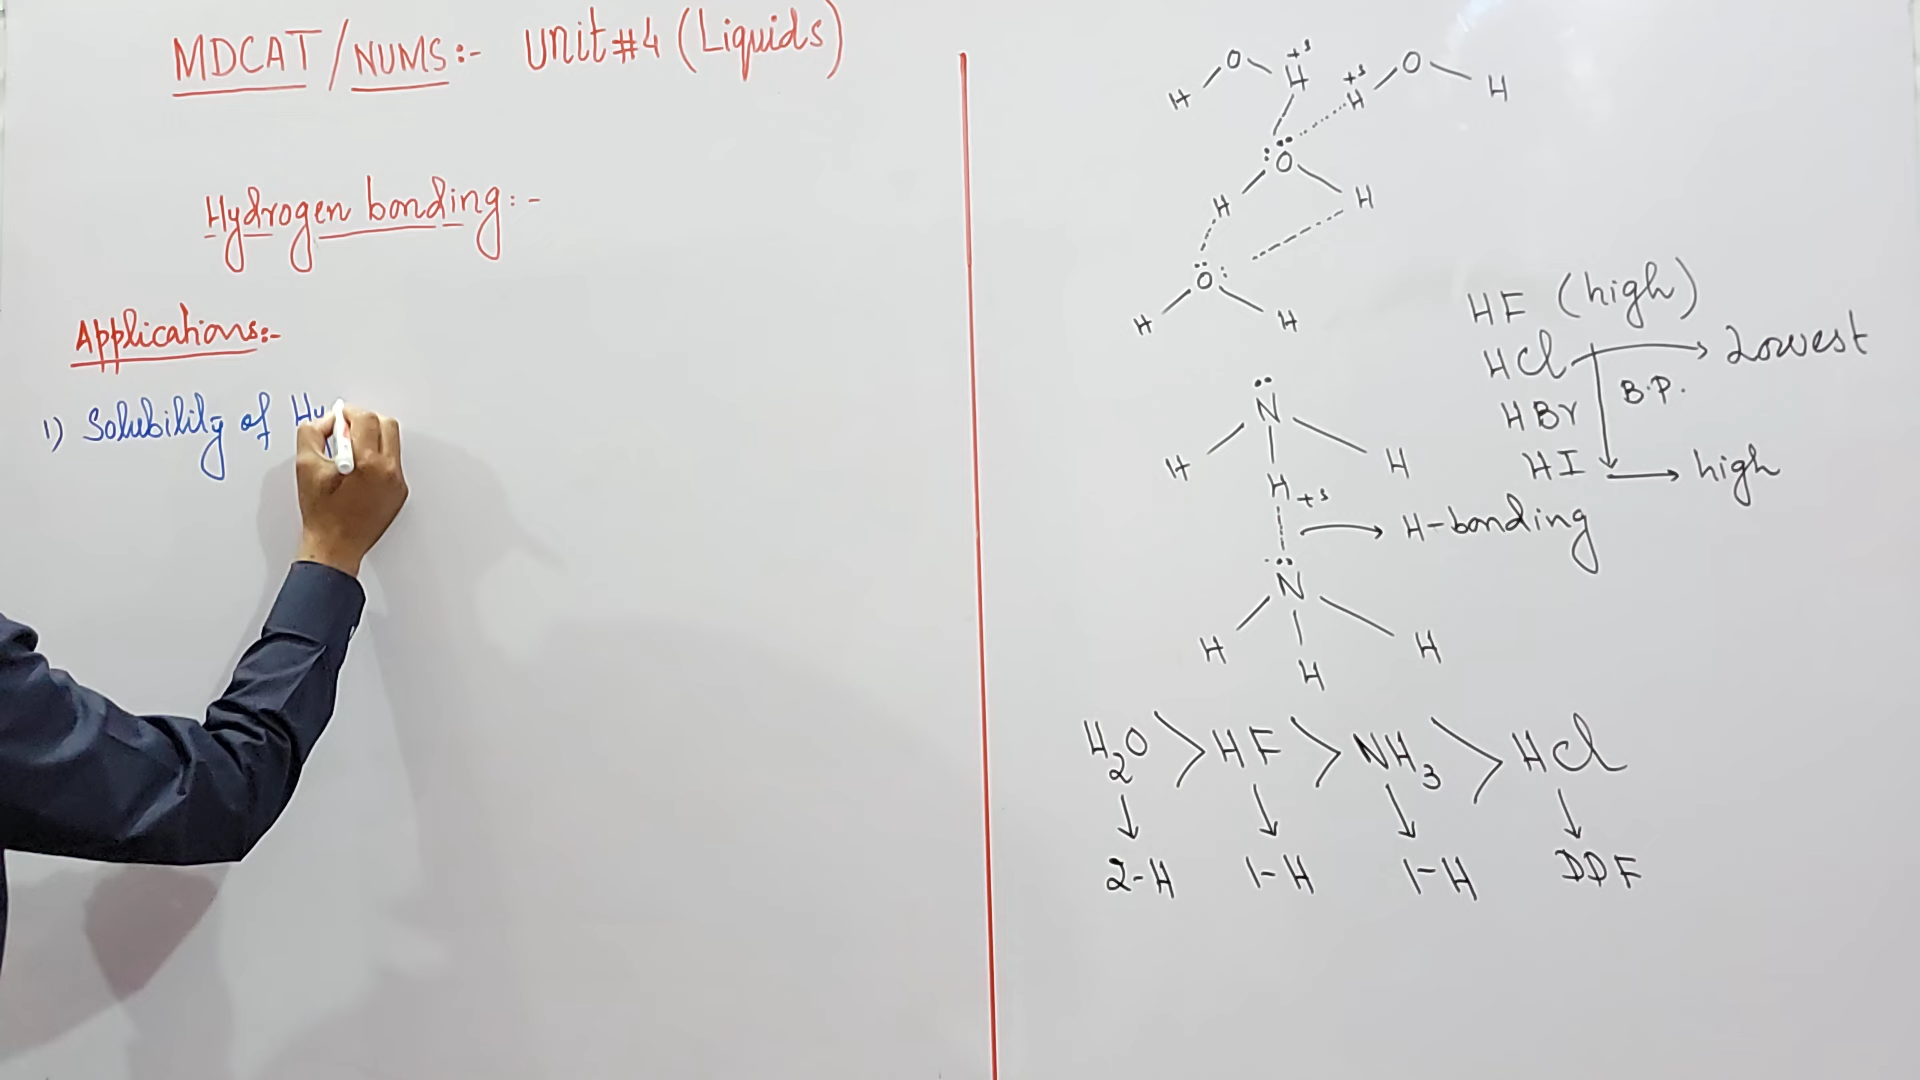 MDCAT/NUMS:- Unit#4 (Liquids)
Hydrogen bonding:-
Applications:-
1) Solubility of Hy
H O H +δ
+δ H O H
O
H H
O
H H
HF (high)
HCl → Lowest
HBr B.P.
HI → high
N
H H H +δ
→ H-bonding
N
H H H
H₂O > HF > NH₃ > HCl
↓ ↓ ↓ ↓
2-H 1-H 1-H DDF